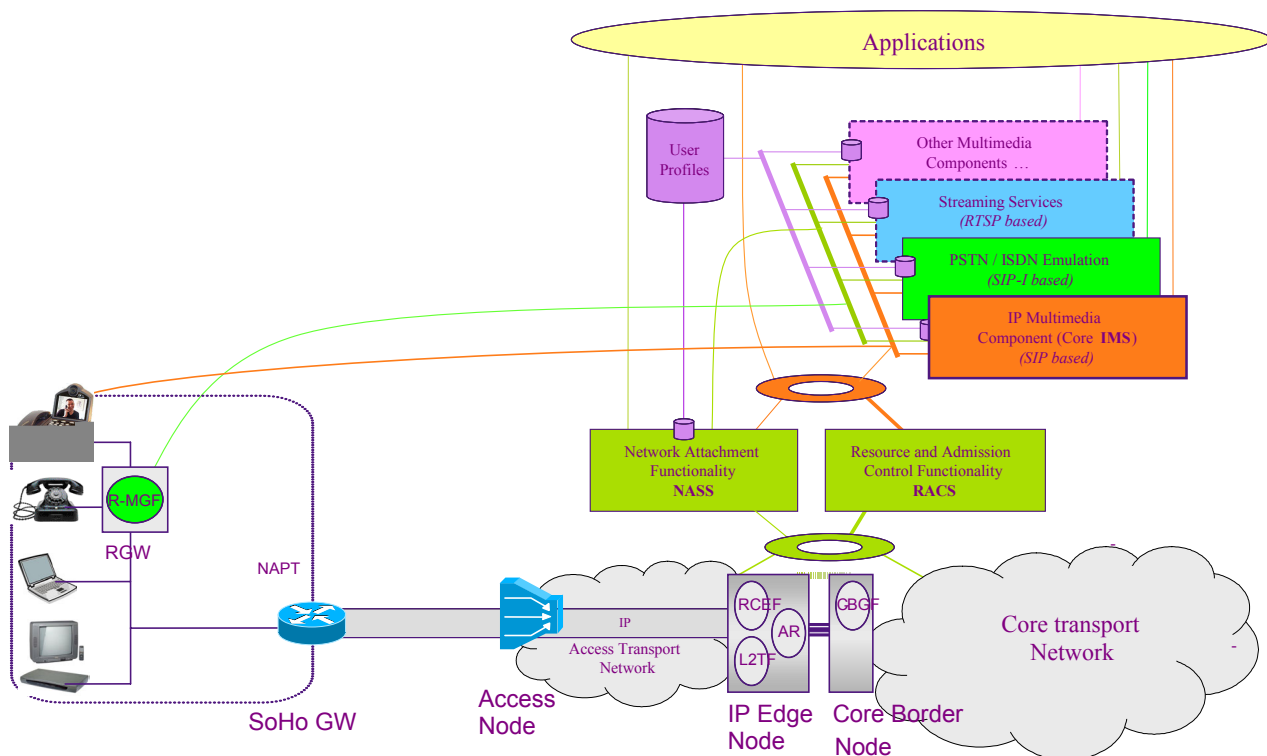 Applications
User
Profiles
Other Multimedia
Components …
Streaming Services
(RTSP based)
PSTN / ISDN Emulation
(SIP-I based)
IP Multimedia
Component (Core IMS)
(SIP based)
Network Attachment
Functionality
NASS
Resource and Admission
Control Functionality
RACS
R-MGF
RGW
NAPT
SoHo GW
Access
Node
IP
Access Transport
Network
RCEF
AR
L2TF
IP Edge
Node
CBGF
Core Border
Node
Core transport
Network
-
-